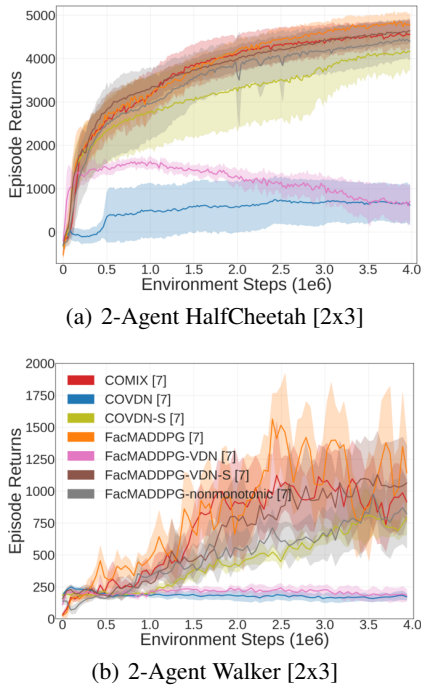 5000
4000
3000
2000
1000
0
Episode Returns
0 0.5 1.0 1.5 2.0 2.5 3.0 3.5 4.0
Environment Steps (1e6)
(a) 2-Agent HalfCheetah [2x3]
2000
1750
1500
1250
1000
750
500
250
0
Episode Returns
COMIX [7]
COVDN [7]
COVDN-S [7]
FacMADDPG [7]
FacMADDPG-VDN [7]
FacMADDPG-VDN-S [7]
FacMADDPG-nonmonotonic [7]
0 0.5 1.0 1.5 2.0 2.5 3.0 3.5 4.0
Environment Steps (1e6)
(b) 2-Agent Walker [2x3]